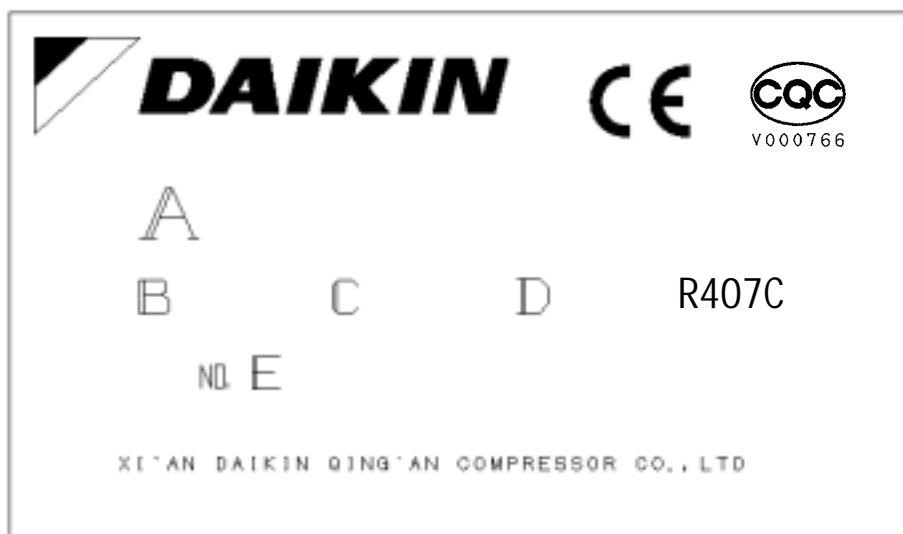 DAIKIN CE CQC
V000766
A
B C D R407C
NO. E
XI'AN DAIKIN QING'AN COMPRESSOR CO., LTD